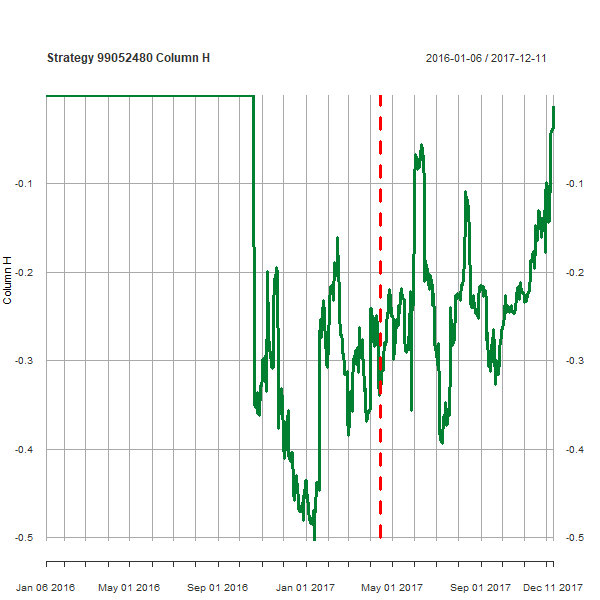 Strategy 99052480 Column H
2016-01-06 / 2017-12-11
-0.1 -0.1
-0.2 -0.2
Column H
-0.3 -0.3
-0.4 -0.4
-0.5 -0.5
Jan 06 2016 May 01 2016 Sep 01 2016 Jan 01 2017 May 01 2017 Sep 01 2017 Dec 11 2017